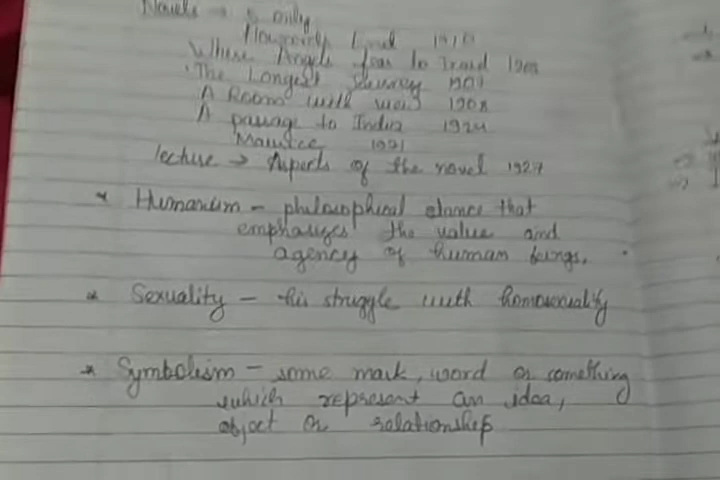 Novels → 5 only
Howards End 1910
Where Angels fear to Tread 1905
The Longest Journey 1907
A Room with view 1908
A passage to India 1924
Maurice 1971
lecture → Aspects of the novel 1927
* Humanism - philosophical stance that
emphasizes the value and
agency of human beings.
* Sexuality - his struggle with homosexuality
* Symbolism - some mark, word or something
which represent an idea,
object or relationship